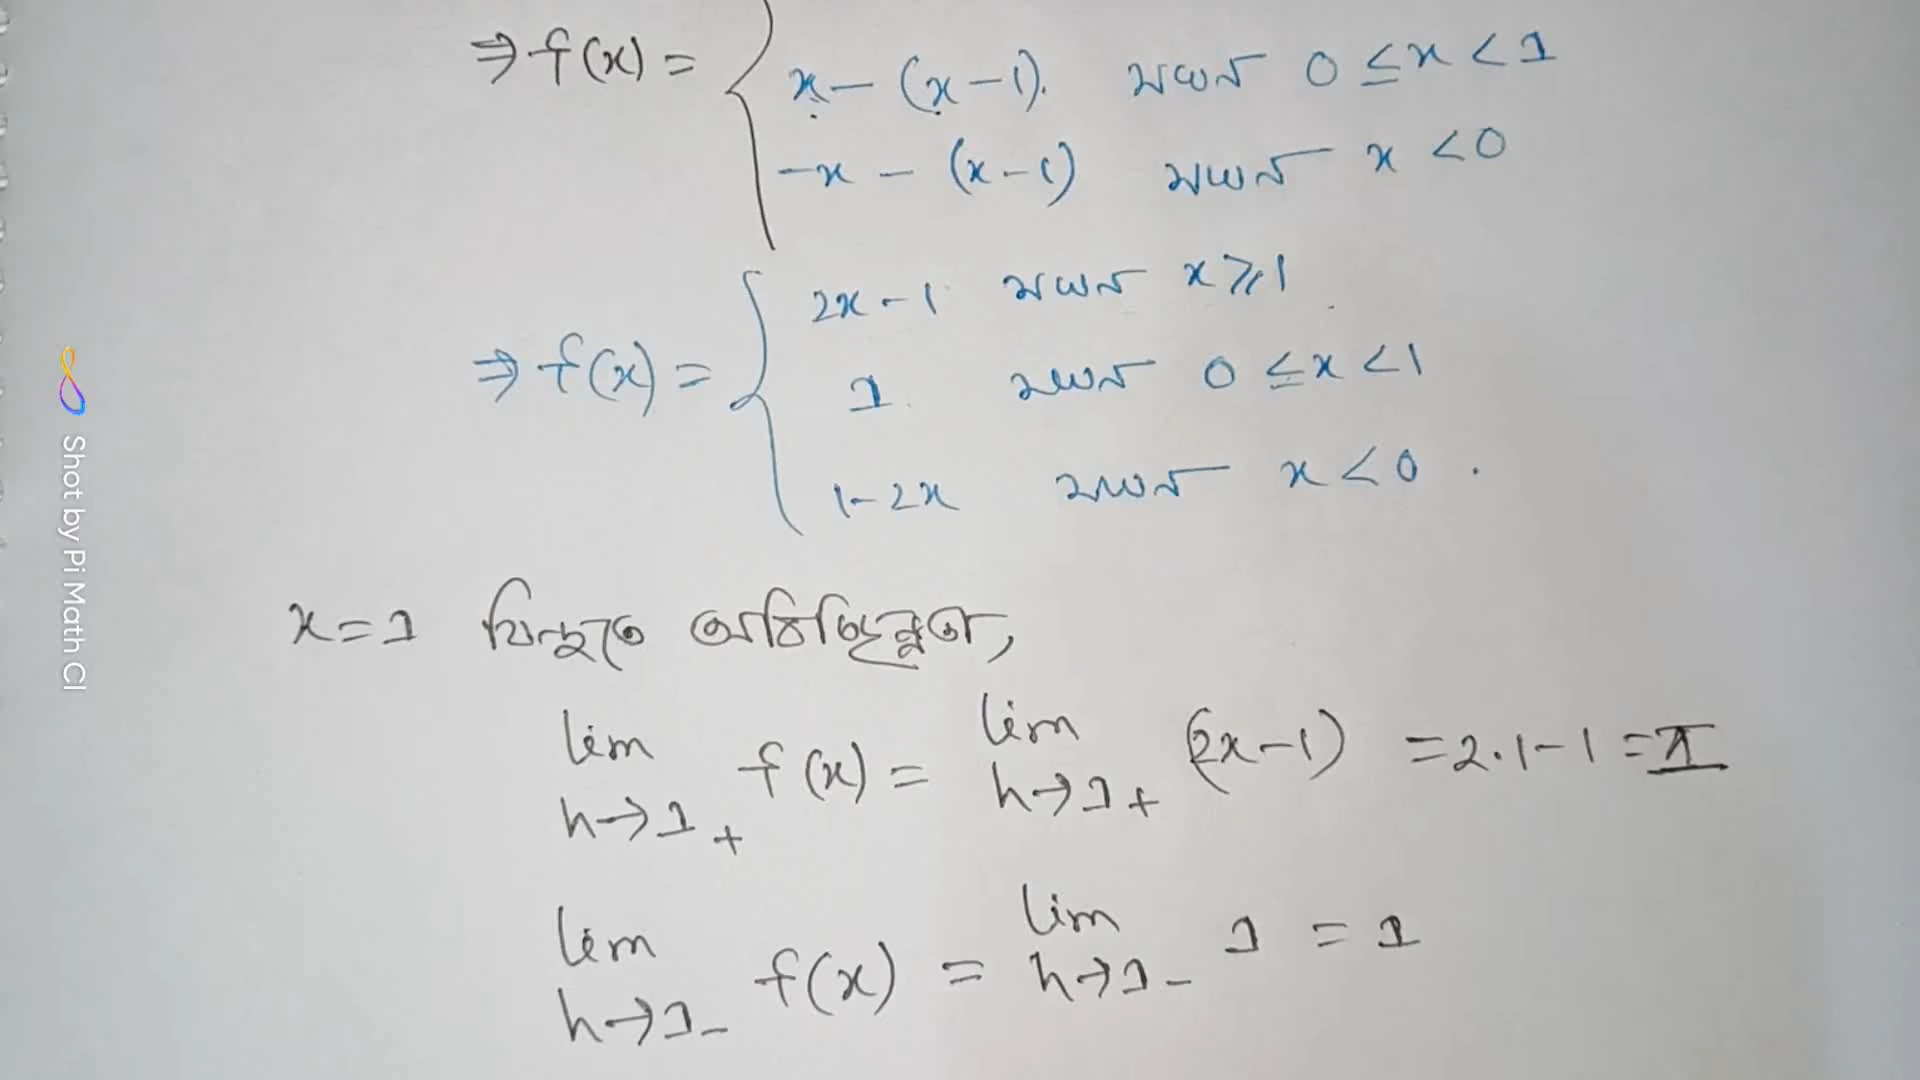 ⇒ f(x) = { x - (x-1). যখন 0 ≤ x < 1
-x - (x-1) যখন x < 0
⇒ f(x) = { 2x-1 যখন x ≥ 1
1 যখন 0 ≤ x < 1
1-2x যখন x < 0 .
x = 1 বিন্দুতে অবিচ্ছিন্নতা,
lim h→1+ f(x) = lim h→1+ (2x-1) = 2.1-1 = 1
lim h→1- f(x) = lim h→1- 1 = 1
Shot by Pi Math Cl